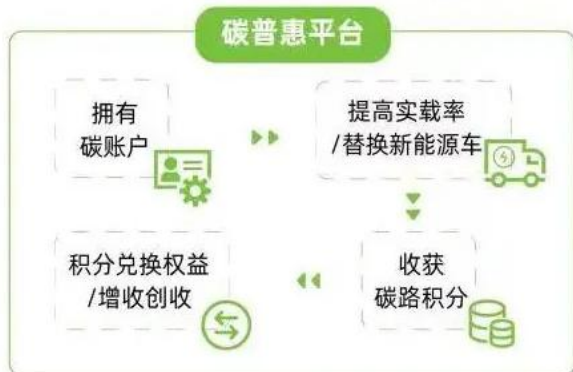 碳普惠平台
拥有
碳账户
提高实载率
/替换新能源车
收获
碳路积分
积分兑换权益
/增收创收